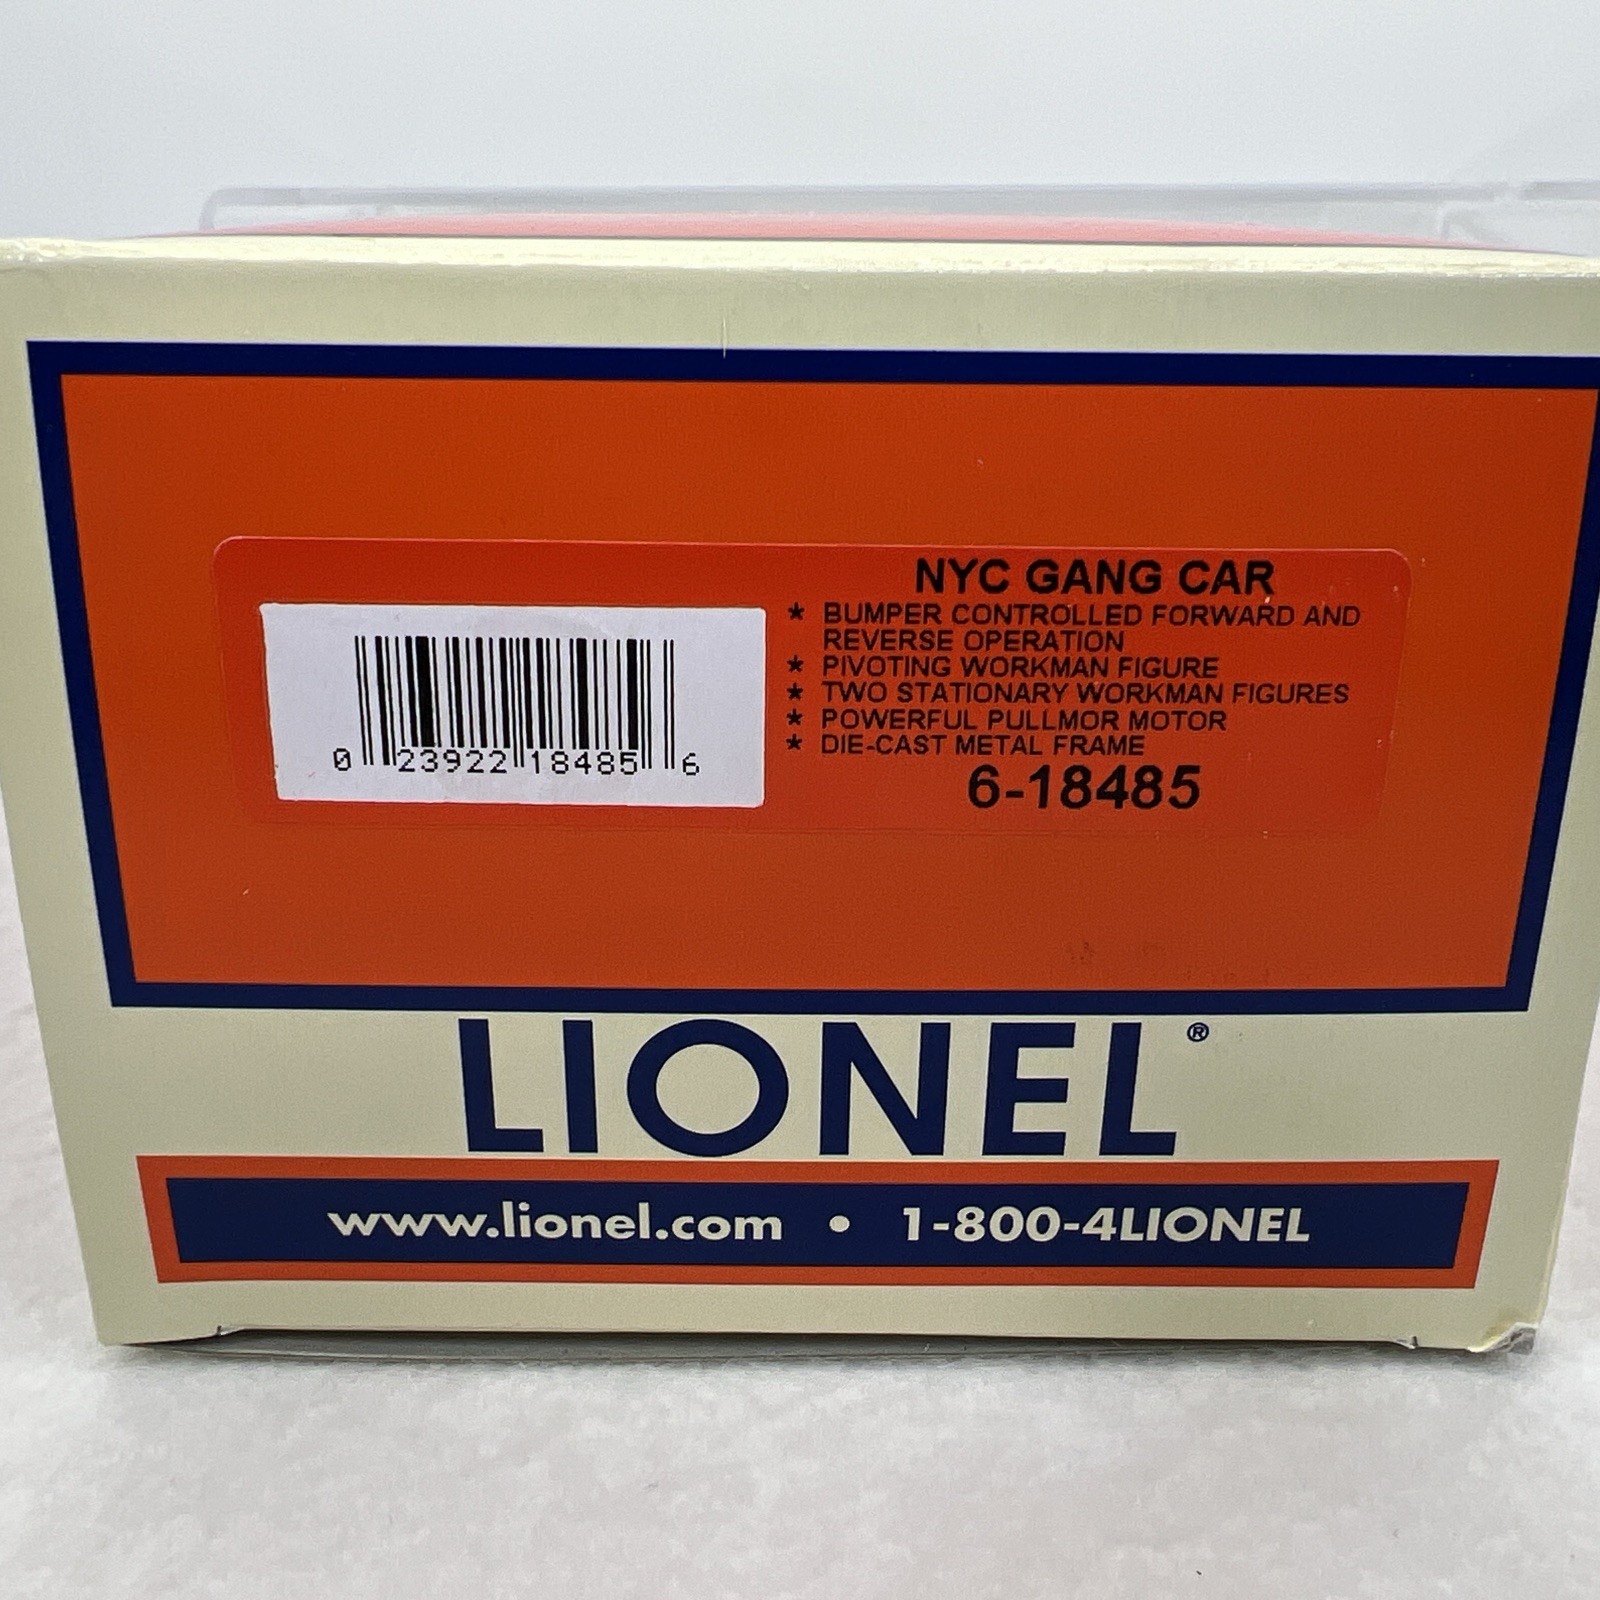 NYC GANG CAR
* BUMPER CONTROLLED FORWARD AND
REVERSE OPERATION
* PIVOTING WORKMAN FIGURE
* TWO STATIONARY WORKMAN FIGURES
* POWERFUL PULLMOR MOTOR
* DIE-CAST METAL FRAME
6-18485
0 23922 18485 6
LIONEL®
www.lionel.com • 1-800-4LIONEL